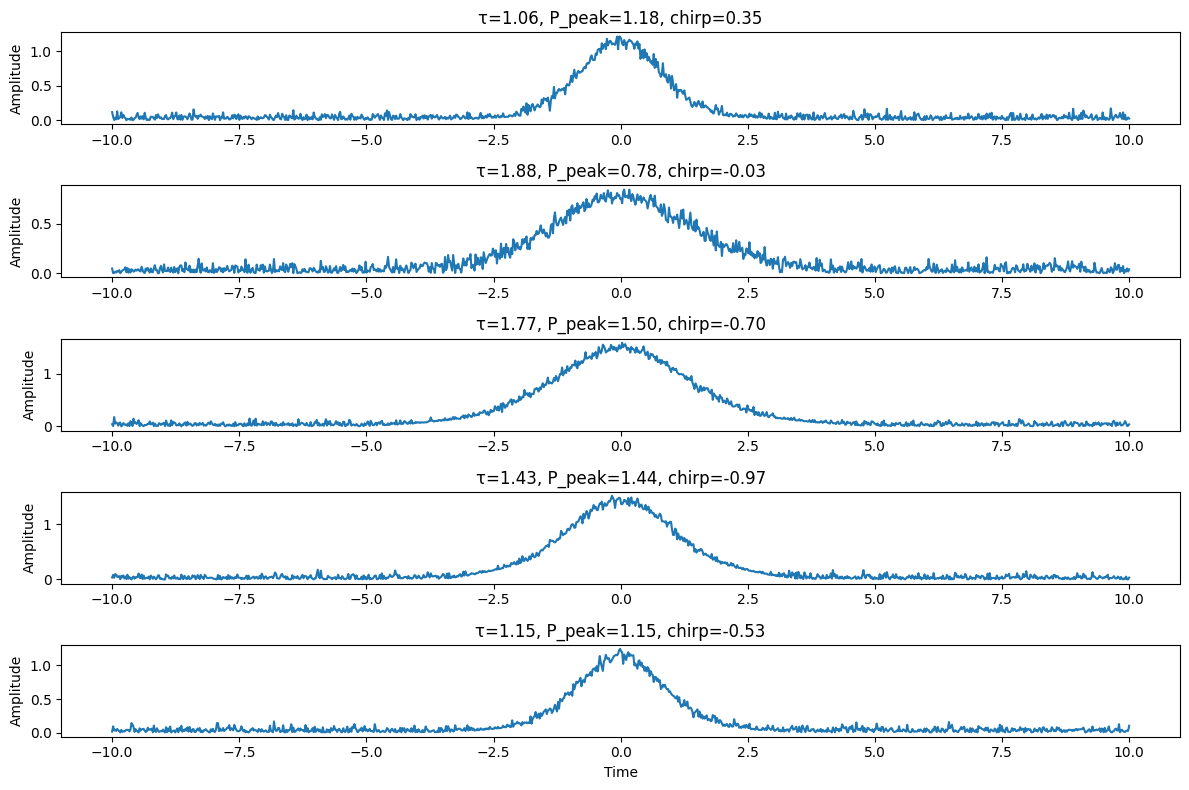 τ=1.06, P_peak=1.18, chirp=0.35
Amplitude
1.0
0.5
0.0
−10.0 −7.5 −5.0 −2.5 0.0 2.5 5.0 7.5 10.0
τ=1.88, P_peak=0.78, chirp=-0.03
Amplitude
0.5
0.0
−10.0 −7.5 −5.0 −2.5 0.0 2.5 5.0 7.5 10.0
τ=1.77, P_peak=1.50, chirp=-0.70
Amplitude
1
0
−10.0 −7.5 −5.0 −2.5 0.0 2.5 5.0 7.5 10.0
τ=1.43, P_peak=1.44, chirp=-0.97
Amplitude
1
0
−10.0 −7.5 −5.0 −2.5 0.0 2.5 5.0 7.5 10.0
τ=1.15, P_peak=1.15, chirp=-0.53
Amplitude
1.0
0.5
0.0
−10.0 −7.5 −5.0 −2.5 0.0 2.5 5.0 7.5 10.0
Time